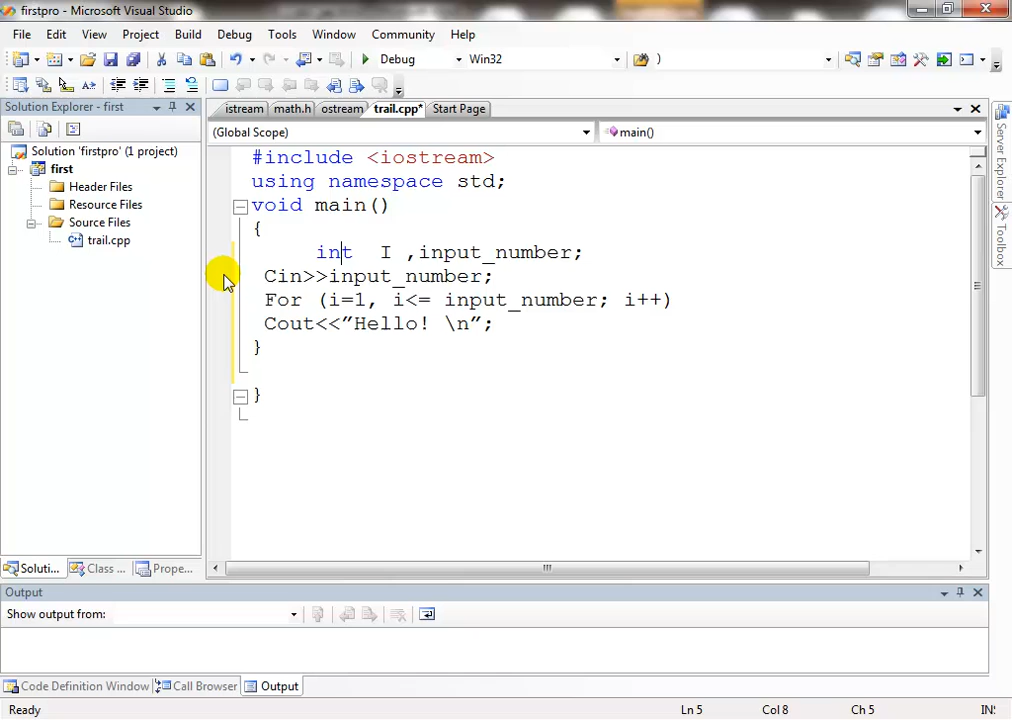 firstpro - Microsoft Visual Studio
File Edit View Project Build Debug Tools Window Community Help
Debug Win32 )
Solution Explorer - first
istream math.h ostream trail.cpp* Start Page
(Global Scope) main()
Solution 'firstpro' (1 project)
first
Header Files
Resource Files
Source Files
trail.cpp
#include <iostream>
using namespace std;
void main()
{
int I ,input_number;
Cin>>input_number;
For (i=1, i<= input_number; i++)
Cout<<”Hello! \n”;
}
}
Server Explorer
Toolbox
Soluti... Class ... Prope...
Output
Show output from:
Code Definition Window Call Browser Output
Ready Ln 5 Col 8 Ch 5 INS